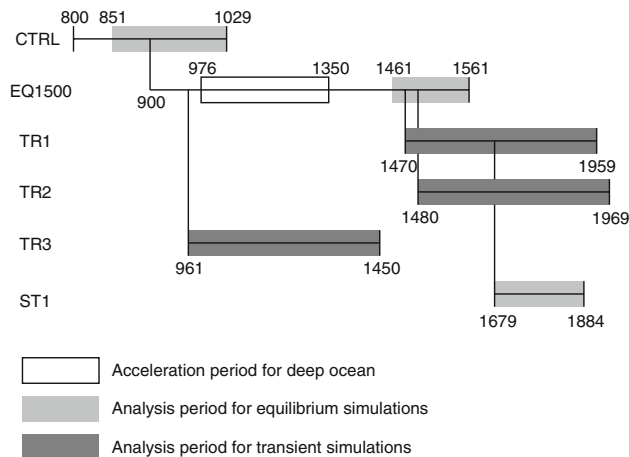 800 851 1029
CTRL
976 1350 1461 1561
EQ1500
900
TR1
1470 1959
TR2
1480 1969
TR3
961 1450
ST1
1679 1884
Acceleration period for deep ocean
Analysis period for equilibrium simulations
Analysis period for transient simulations